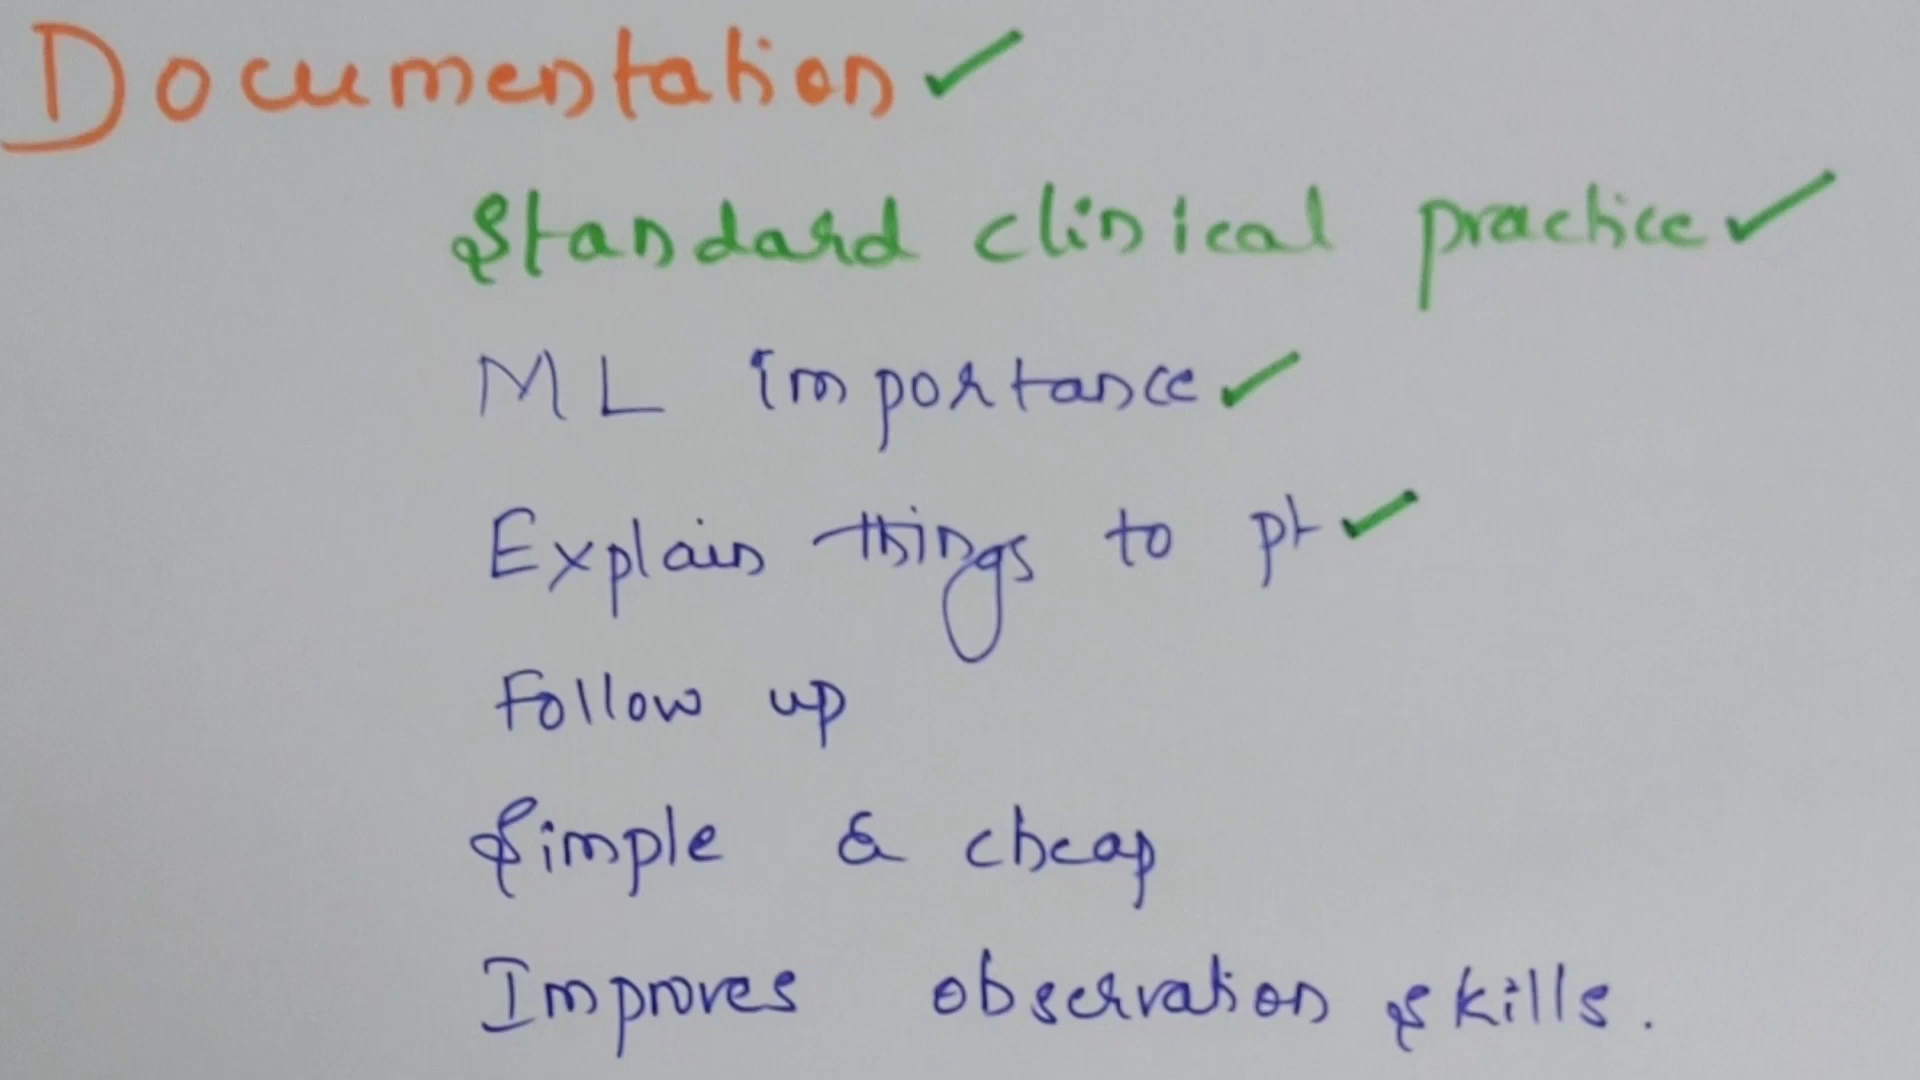 Documentation ✓
Standard clinical practice ✓
ML importance ✓
Explain things to pt ✓
Follow up
Simple & cheap
Improves observation skills.